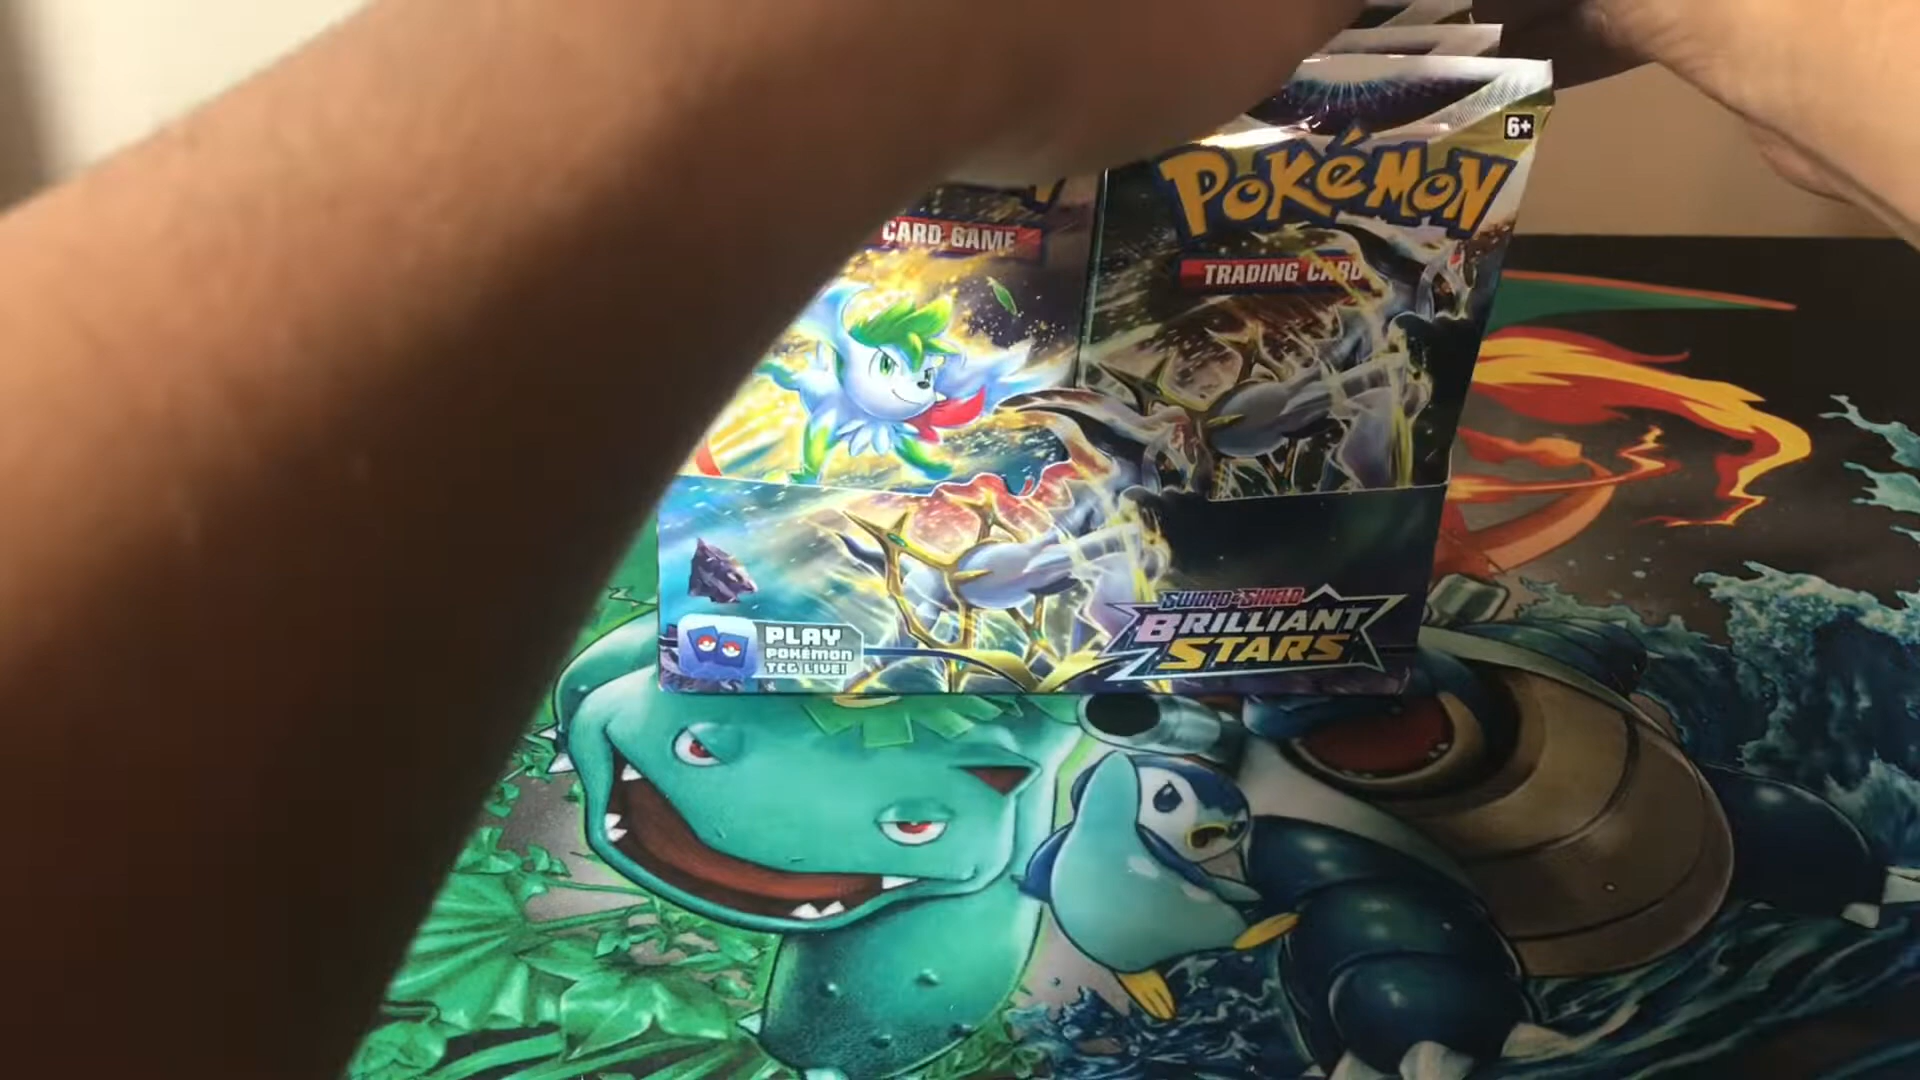 6+
POKéMON
CARD GAME
TRADING CARD
SWORD & SHIELD
BRILLIANT
STARS
PLAY
POKéMON
TCG LIVE!